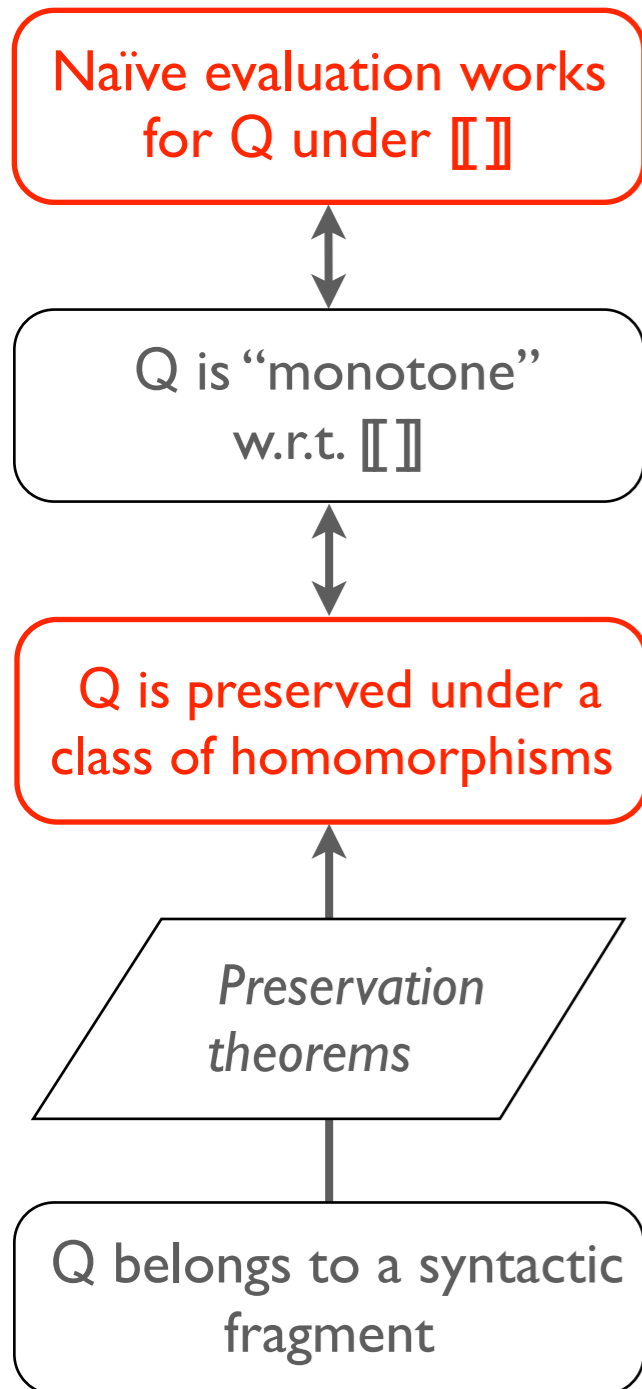 Naïve evaluation works
for Q under ⟦ ⟧
Q is “monotone”
w.r.t. ⟦ ⟧
Q is preserved under a
class of homomorphisms
Preservation
theorems
Q belongs to a syntactic
fragment